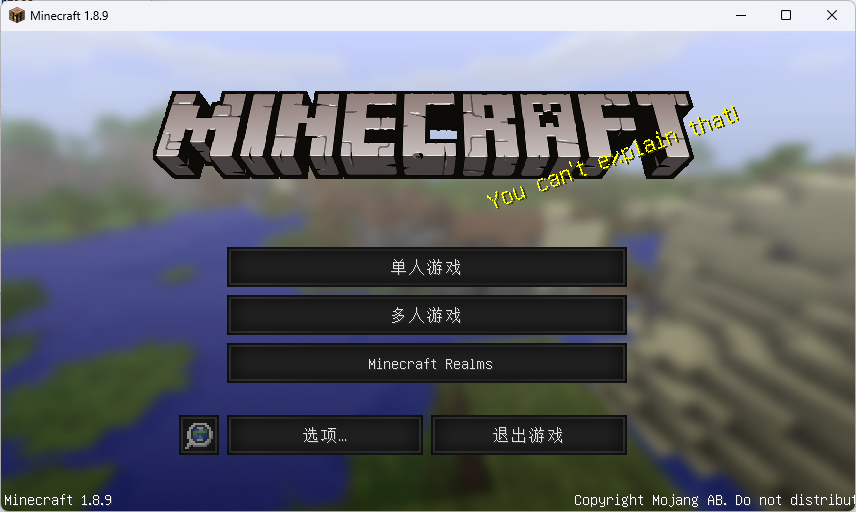 Minecraft 1.8.9
MINECRAFT
You can't explain that!
单人游戏
多人游戏
Minecraft Realms
选项...
退出游戏
Minecraft 1.8.9
Copyright Mojang AB. Do not distribut